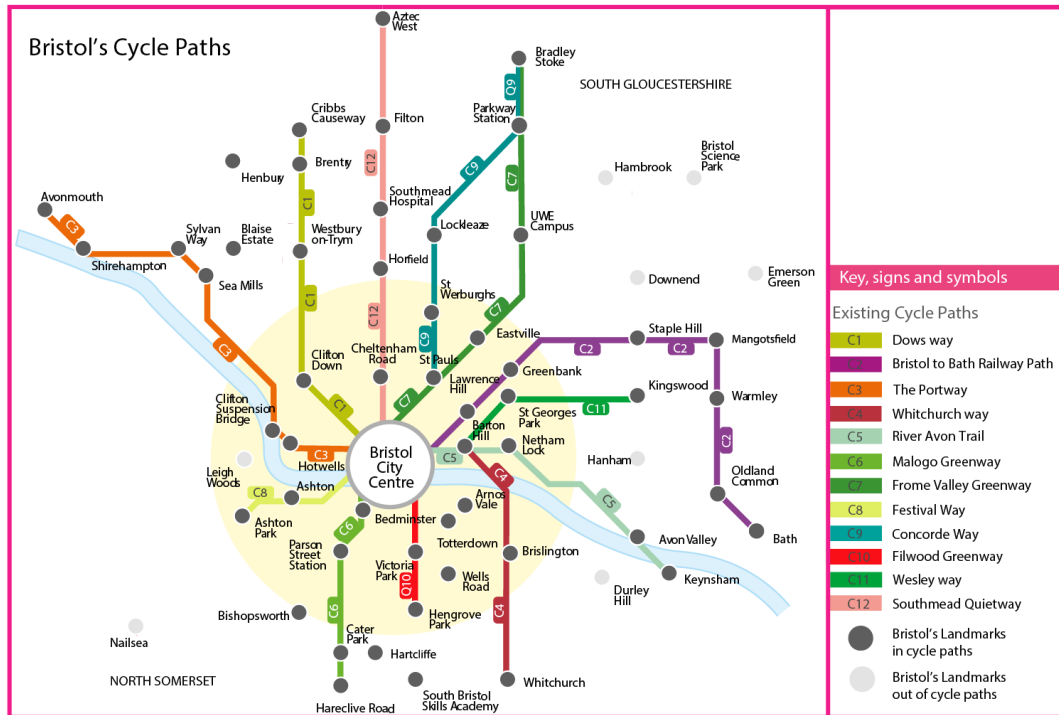 Bristol's Cycle Paths
Aztec
West
Bradley
Stoke
SOUTH GLOUCESTERSHIRE
Q9
Cribbs
Causeway
Filton
Parkway
Station
Brentry
Henbury
C12
C9
C7
Hambrook
Bristol
Science
Park
Avonmouth
C3
C1
Southmead
Hospital
Sylvan
Way
Blaise
Estate
Westbury
on-Trym
Lockleaze
UWE
Campus
Shirehampton
Sea Mills
Horfield
Downend
Emerson
Green
C1
St
Werburghs
C7
C12
C9
Eastville
Staple Hill
Mangotsfield
C3
C2
C2
Clifton
Down
Cheltenham
Road
St Pauls
Lawrence
Hill
Greenbank
Kingswood
C7
C1
C11
Warmley
Clifton
Suspension
Bridge
St Georges
Park
Barton
Hill
Netham
Lock
C2
C3
Hotwells
Bristol
City
Centre
C5
C4
Hanham
Leigh
Woods
Ashton
C8
Oldland
Common
Arnos
Vale
C5
Ashton
Park
C6
Bedminster
Bath
Parson
Street
Station
Totterdown
Brislington
Avon Valley
Victoria
Park
Wells
Road
Keynsham
Q10
Durley
Hill
C6
C4
Bishopsworth
Hengrove
Park
Nailsea
Cater
Park
Hartcliffe
NORTH SOMERSET
Hareclive Road
South Bristol
Skills Academy
Whitchurch
Key, signs and symbols
Existing Cycle Paths
C1 Dows way
C2 Bristol to Bath Railway Path
C3 The Portway
C4 Whitchurch way
C5 River Avon Trail
C6 Malogo Greenway
C7 Frome Valley Greenway
C8 Festival Way
C9 Concorde Way
C10 Filwood Greenway
C11 Wesley way
C12 Southmead Quietway
Bristol's Landmarks
in cycle paths
Bristol's Landmarks
out of cycle paths